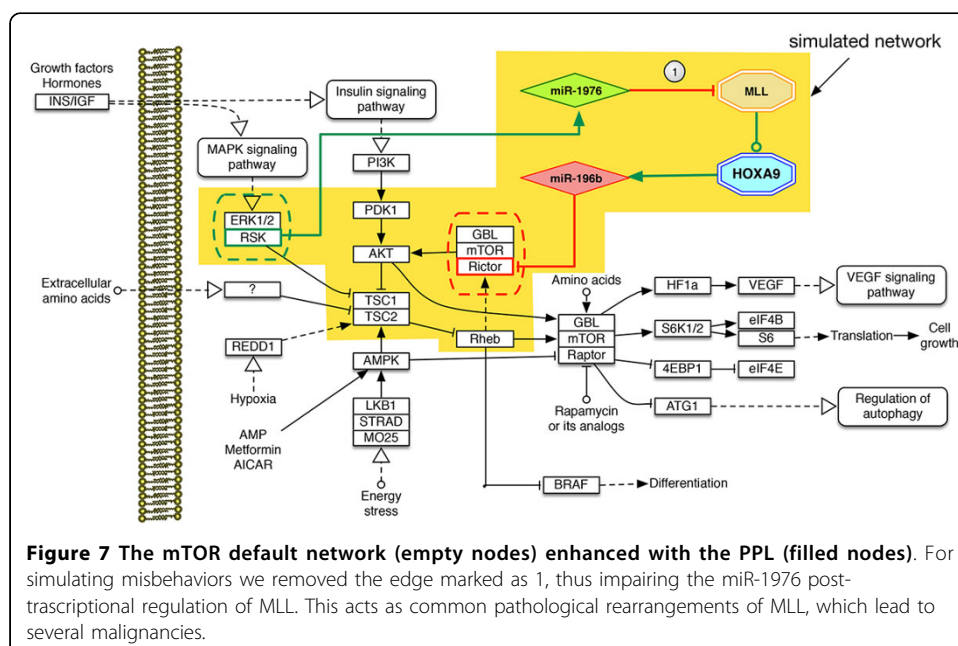 simulated network
Growth factors
Hormones
INS/IGF
Insulin signaling
pathway
MAPK signaling
pathway
miR-1976
1
MLL
PI3K
miR-196b
HOXA9
PDK1
ERK1/2
RSK
AKT
GBL
mTOR
Rictor
Extracellular
amino acids
?
TSC1
TSC2
Rheb
Amino acids
GBL
mTOR
Raptor
HF1a
VEGF
VEGF signaling
pathway
S6K1/2
eIF4B
S6
Translation
Cell
growth
REDD1
AMPK
4EBP1
eIF4E
Hypoxia
LKB1
STRAD
MO25
Rapamycin
or its analogs
ATG1
Regulation of
autophagy
AMP
Metformin
AICAR
Energy
stress
BRAF
Differentiation
Figure 7 The mTOR default network (empty nodes) enhanced with the PPL (filled nodes). For
simulating misbehaviors we removed the edge marked as 1, thus impairing the miR-1976 post-
trascriptional regulation of MLL. This acts as common pathological rearrangements of MLL, which lead to
several malignancies.